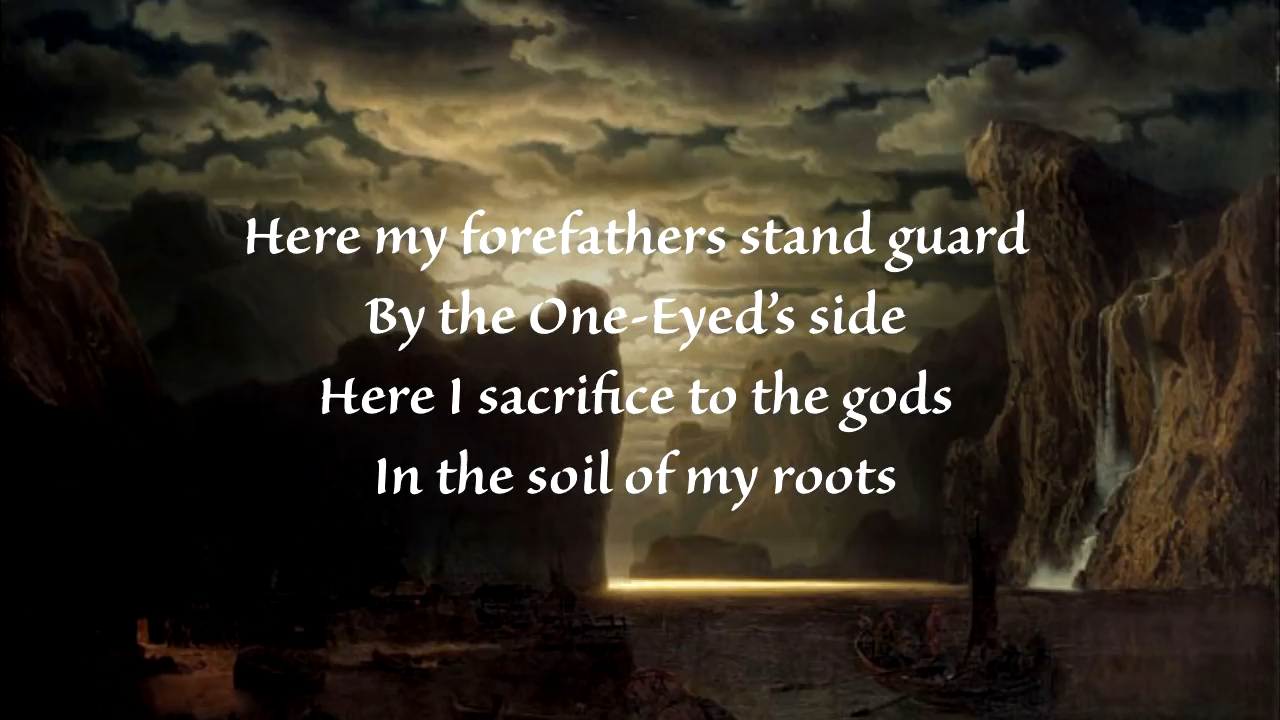 Here my forefathers stand guard
By the One-Eyed’s side
Here I sacrifice to the gods
In the soil of my roots